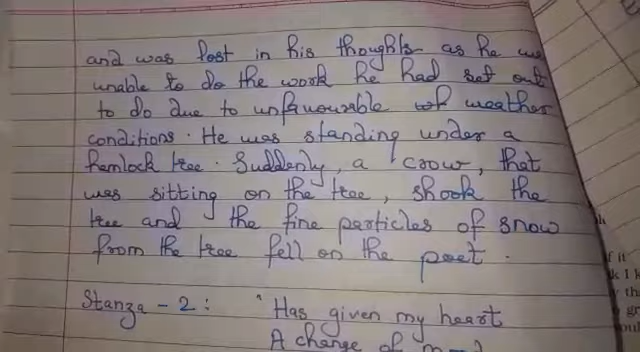 and was lost in his thoughts as he was
unable to do the work he had set out
to do due to unfavourable of weather
conditions. He was standing under a
hemlock tree. Suddenly, a crow, that
was sitting on the tree, shook the
tree and the fine particles of snow
from the tree fell on the poet.
Stanza - 2: "Has given my heart
A change of